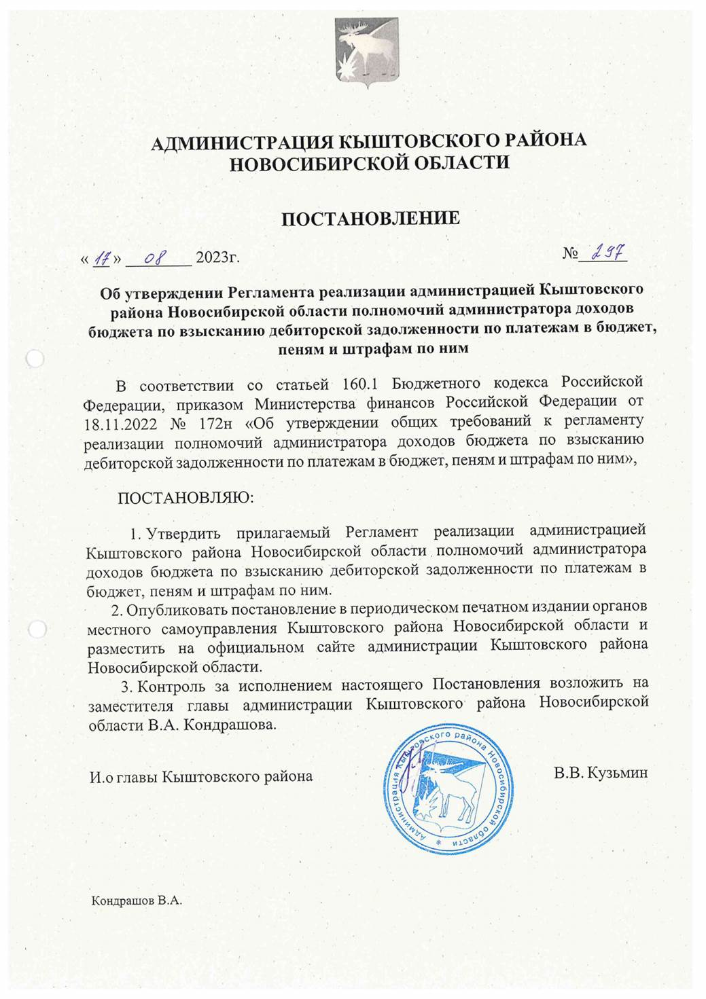 АДМИНИСТРАЦИЯ КЫШТОВСКОГО РАЙОНА
НОВОСИБИРСКОЙ ОБЛАСТИ
ПОСТАНОВЛЕНИЕ
« 17 » 08 2023г. № 297
Об утверждении Регламента реализации администрацией Кыштовского
района Новосибирской области полномочий администратора доходов
бюджета по взысканию дебиторской задолженности по платежам в бюджет,
пеням и штрафам по ним
В соответствии со статьей 160.1 Бюджетного кодекса Российской
Федерации, приказом Министерства финансов Российской Федерации от
18.11.2022 № 172н «Об утверждении общих требований к регламенту
реализации полномочий администратора доходов бюджета по взысканию
дебиторской задолженности по платежам в бюджет, пеням и штрафам по ним»,
ПОСТАНОВЛЯЮ:
1. Утвердить прилагаемый Регламент реализации администрацией
Кыштовского района Новосибирской области полномочий администратора
доходов бюджета по взысканию дебиторской задолженности по платежам в
бюджет, пеням и штрафам по ним.
2. Опубликовать постановление в периодическом печатном издании органов
местного самоуправления Кыштовского района Новосибирской области и
разместить на официальном сайте администрации Кыштовского района
Новосибирской области.
3. Контроль за исполнением настоящего Постановления возложить на
заместителя главы администрации Кыштовского района Новосибирской
области В.А. Кондрашова.
И.о главы Кыштовского района В.В. Кузьмин
Администрация Кыштовского района Новосибирской области *
Кондрашов В.А.